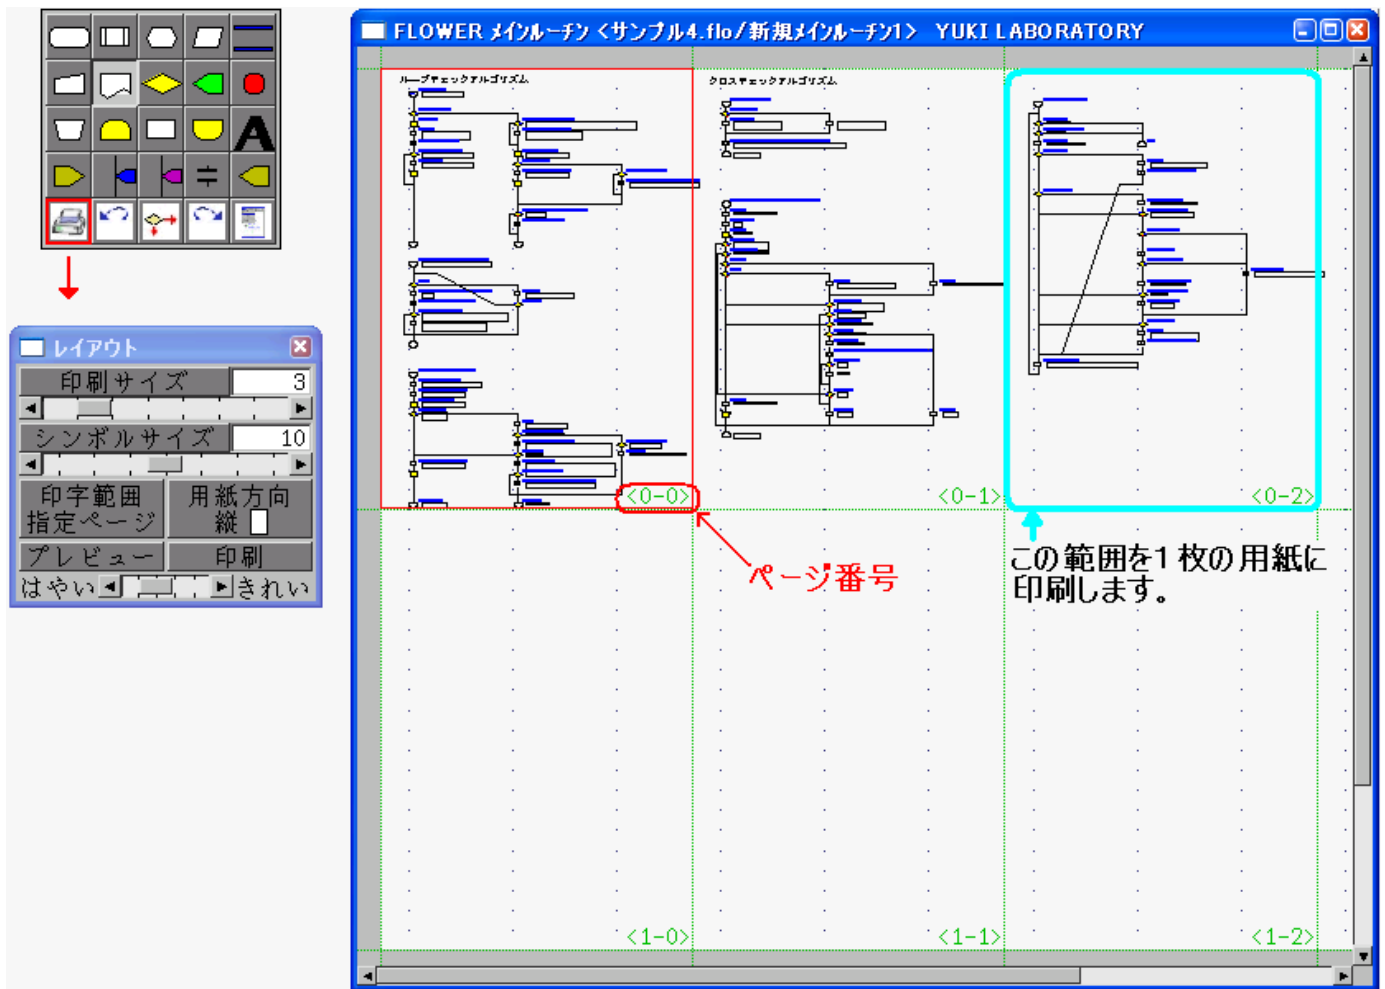 FLOWER メインルーチン <サンプル4.flo/新規メインルーチン1> YUKI LABORATORY
A
ループチェックアルゴリズム
クロスチェックアルゴリズム
レイアウト
印刷サイズ 3
シンボルサイズ 10
印字範囲
指定ページ
用紙方向
縦
プレビュー 印刷
はやい きれい
<0-0>
<0-1>
<0-2>
ページ番号
この範囲を1枚の用紙に
印刷します。
<1-0>
<1-1>
<1-2>